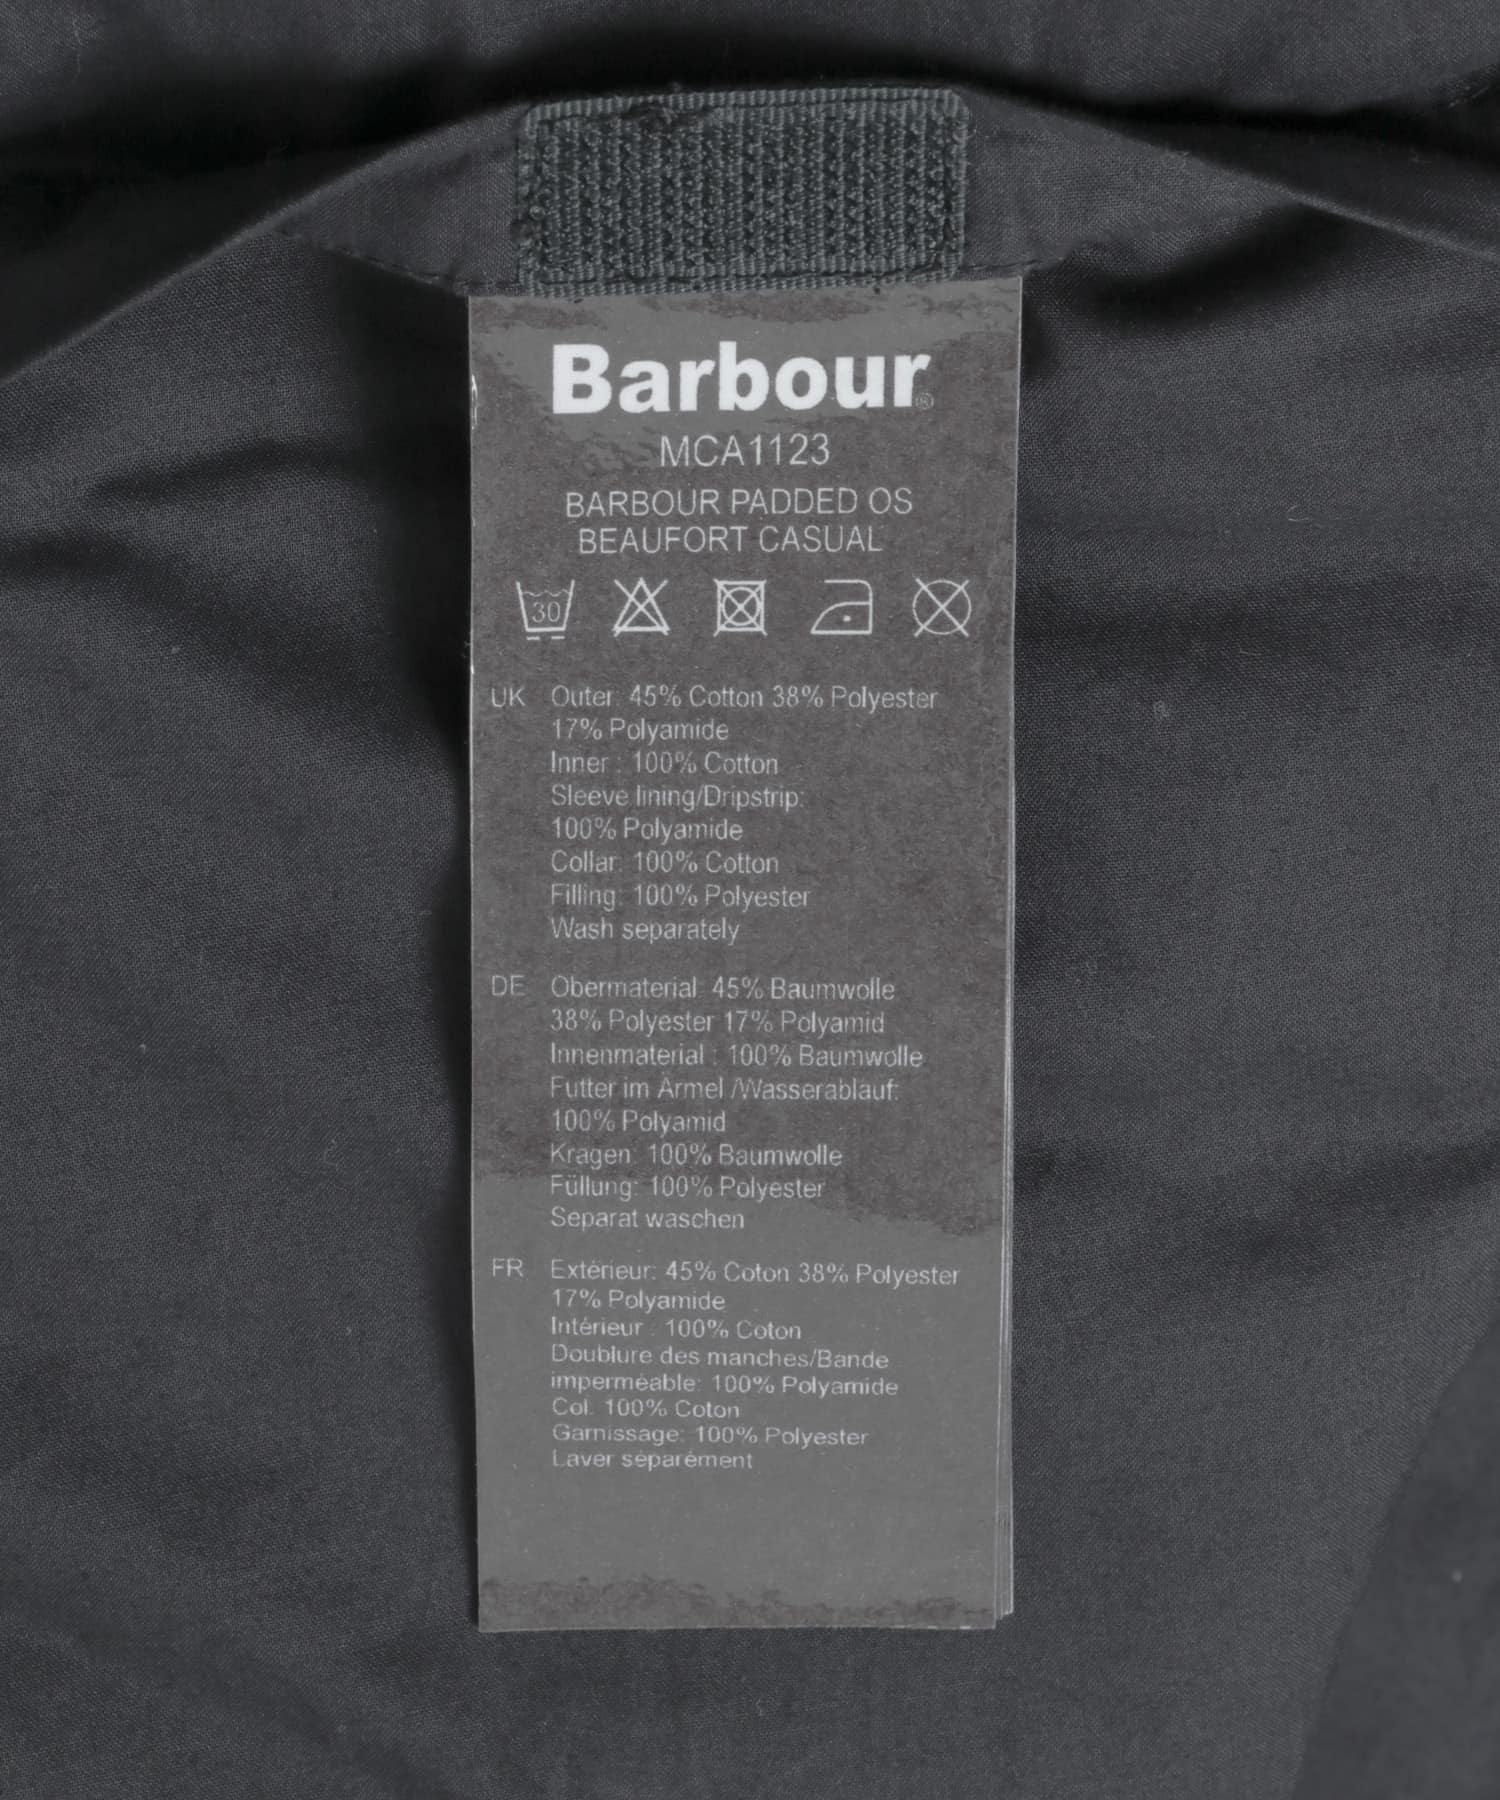 Barbour®
MCA1123
BARBOUR PADDED OS
BEAUFORT CASUAL
30
UK Outer: 45% Cotton 38% Polyester
17% Polyamide
Inner : 100% Cotton
Sleeve lining/Dripstrip:
100% Polyamide
Collar: 100% Cotton
Filling: 100% Polyester
Wash separately
DE Obermaterial: 45% Baumwolle
38% Polyester 17% Polyamid
Innenmaterial : 100% Baumwolle
Futter im Ärmel /Wasserablauf:
100% Polyamid
Kragen: 100% Baumwolle
Füllung: 100% Polyester
Separat waschen
FR Extérieur: 45% Coton 38% Polyester
17% Polyamide
Intérieur : 100% Coton
Doublure des manches/Bande
imperméable: 100% Polyamide
Col: 100% Coton
Garnissage: 100% Polyester
Laver séparément